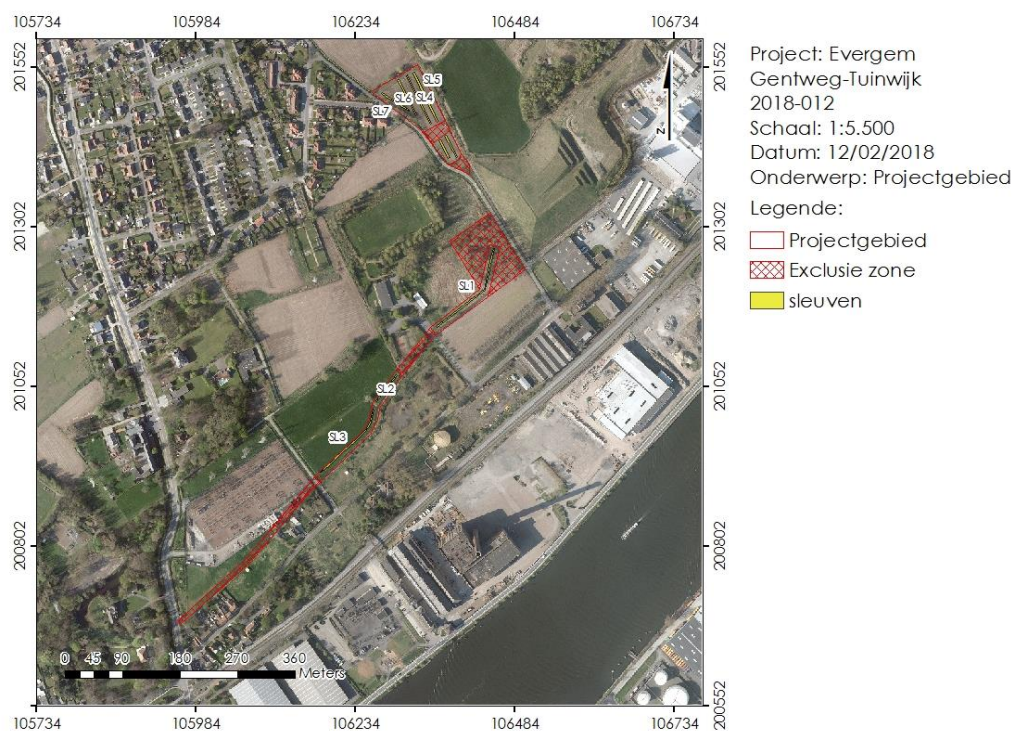 105734 105984 106234 106484 106734
201552
201302
201052
200802
200552
SL5
SL6 SL4
SL7
SL1
SL2
SL3
N
0 45 90 180 270 360
Meters
105734 105984 106234 106484 106734
201552
201302
201052
200802
200552
Project: Evergem
Gentweg-Tuinwijk
2018-012
Schaal: 1:5.500
Datum: 12/02/2018
Onderwerp: Projectgebied
Legende:
Projectgebied
Exclusie zone
sleuven